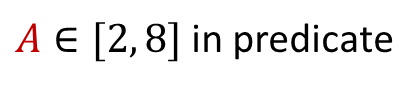 A ∈ [2, 8] in predicate